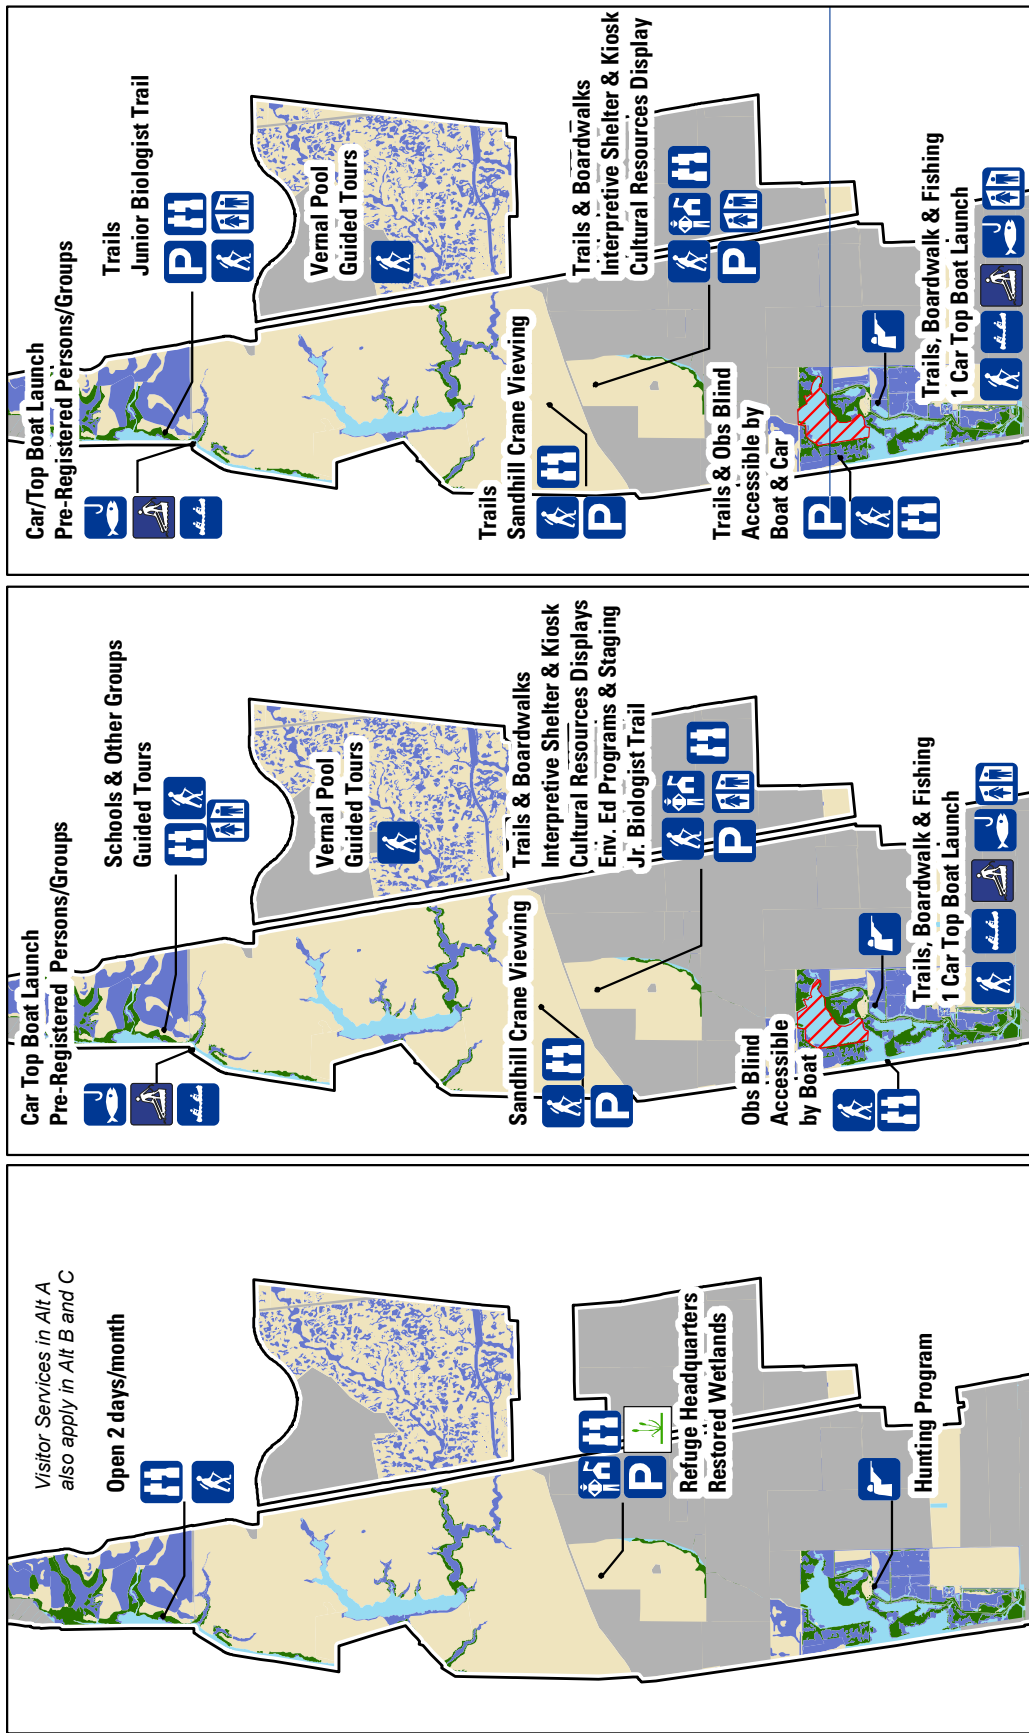 Visitor Services in Alt A
also apply in Alt B and C
Open 2 days/month
P
Refuge Headquarters
Restored Wetlands
Hunting Program
Car Top Boat Launch
Pre-Registered Persons/Groups
Schools & Other Groups
Guided Tours
Vernal Pool
Guided Tours
Sandhill Crane Viewing
P
Trails & Boardwalks
Interpretive Shelter & Kiosk
Cultural Resources Displays
Env. Ed Programs & Staging
Jr. Biologist Trail
P
Obs Blind
Accessible
by Boat
Trails, Boardwalk & Fishing
1 Car Top Boat Launch
Car/Top Boat Launch
Pre-Registered Persons/Groups
Trails
Junior Biologist Trail
P
Vernal Pool
Guided Tours
Trails
Sandhill Crane Viewing
P
Trails & Boardwalks
Interpretive Shelter & Kiosk
Cultural Resources Display
P
Trails & Obs Blind
Accessible by
Boat & Car
P
Trails, Boardwalk & Fishing
1 Car Top Boat Launch